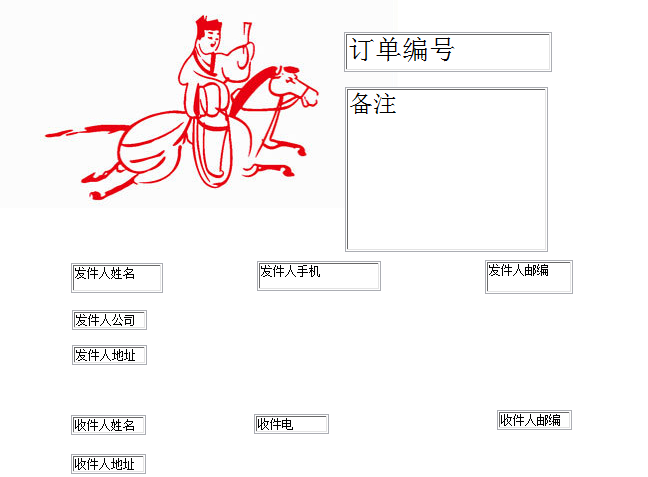 订单编号
备注
发件人姓名
发件人手机
发件人邮编
发件人公司
发件人地址
收件人姓名
收件电
收件人邮编
收件人地址